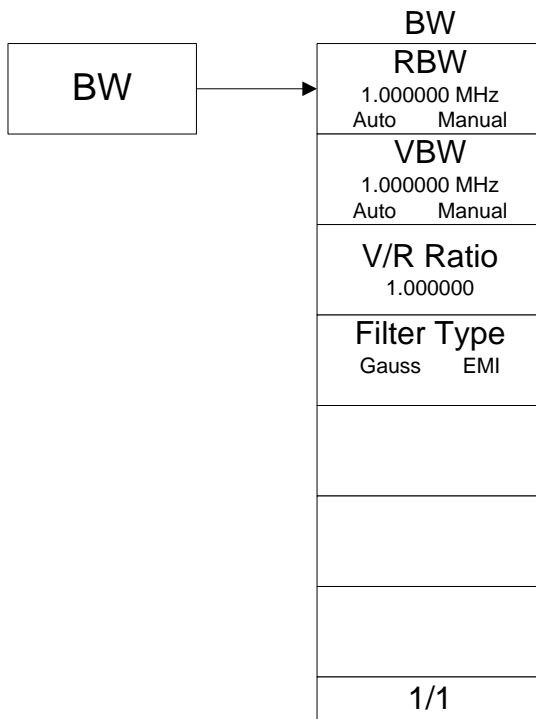 BW
BW
RBW
1.000000 MHz
Auto Manual
VBW
1.000000 MHz
Auto Manual
V/R Ratio
1.000000
Filter Type
Gauss EMI
1/1